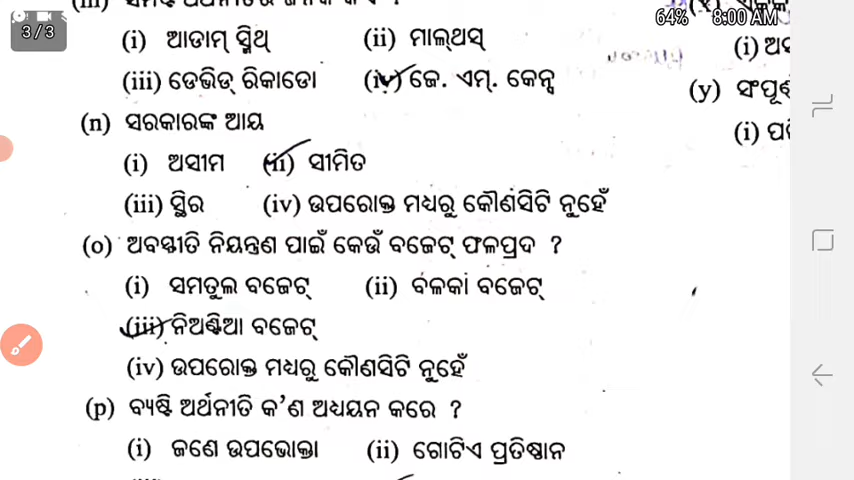 3/3
64% 8:00 AM
(i) ଆଡାମ୍ ସ୍ମିଥ୍ (ii) ମାଲ୍‌ଥସ୍
(iii) ଡେଭିଡ୍ ରିକାଡୋ (iv) ଜେ. ଏମ୍. କେନ୍ସ
(n) ସରକାରଙ୍କ ଆୟ
(i) ଅସୀମ (ii) ସୀମିତ
(iii) ସ୍ଥିର (iv) ଉପରୋକ୍ତ ମଧ୍ୟରୁ କୌଣସିଟି ନୁହେଁ
(o) ଅବସ୍ଫୀତି ନିୟନ୍ତ୍ରଣ ପାଇଁ କେଉଁ ବଜେଟ୍ ଫଳପ୍ରଦ ?
(i) ସମତୁଲ ବଜେଟ୍ (ii) ବଳକା ବଜେଟ୍
(iii) ନିଅଣ୍ଟିଆ ବଜେଟ୍
(iv) ଉପରୋକ୍ତ ମଧ୍ୟରୁ କୌଣସିଟି ନୁହେଁ
(p) ବ୍ୟଷ୍ଟି ଅର୍ଥନୀତି କ'ଣ ଅଧ୍ୟୟନ କରେ ?
(i) ଜଣେ ଉପଭୋକ୍ତା (ii) ଗୋଟିଏ ପ୍ରତିଷ୍ଠାନ
(x)
(i)
(y)
(i)